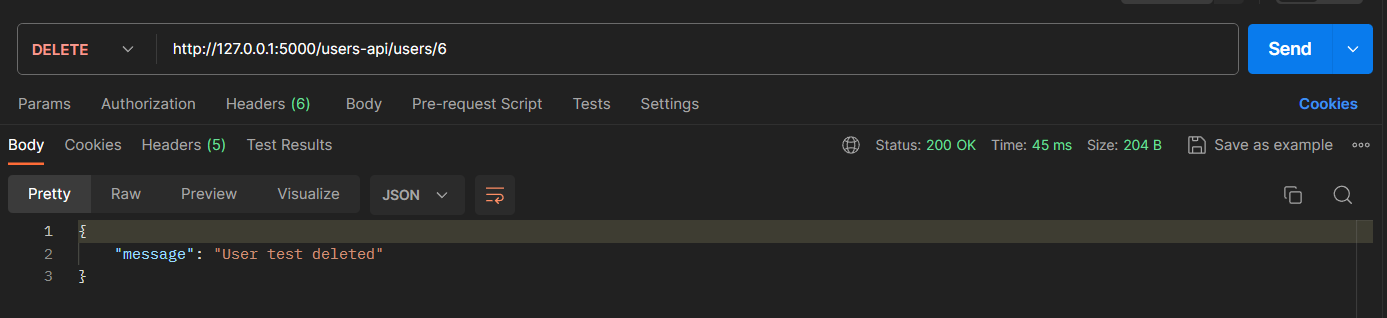 DELETE http://127.0.0.1:5000/users-api/users/6 Send
Params Authorization Headers (6) Body Pre-request Script Tests Settings Cookies
Body Cookies Headers (5) Test Results Status: 200 OK Time: 45 ms Size: 204 B Save as example
Pretty Raw Preview Visualize JSON
1 {
2 "message": "User test deleted"
3 }